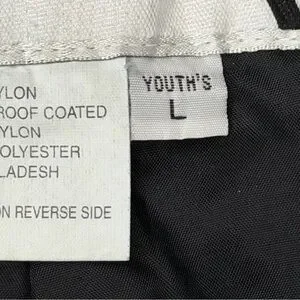 YLON
ROOF COATED
YLON
OLYESTER
LADESH
ON REVERSE SIDE
YOUTH'S
L